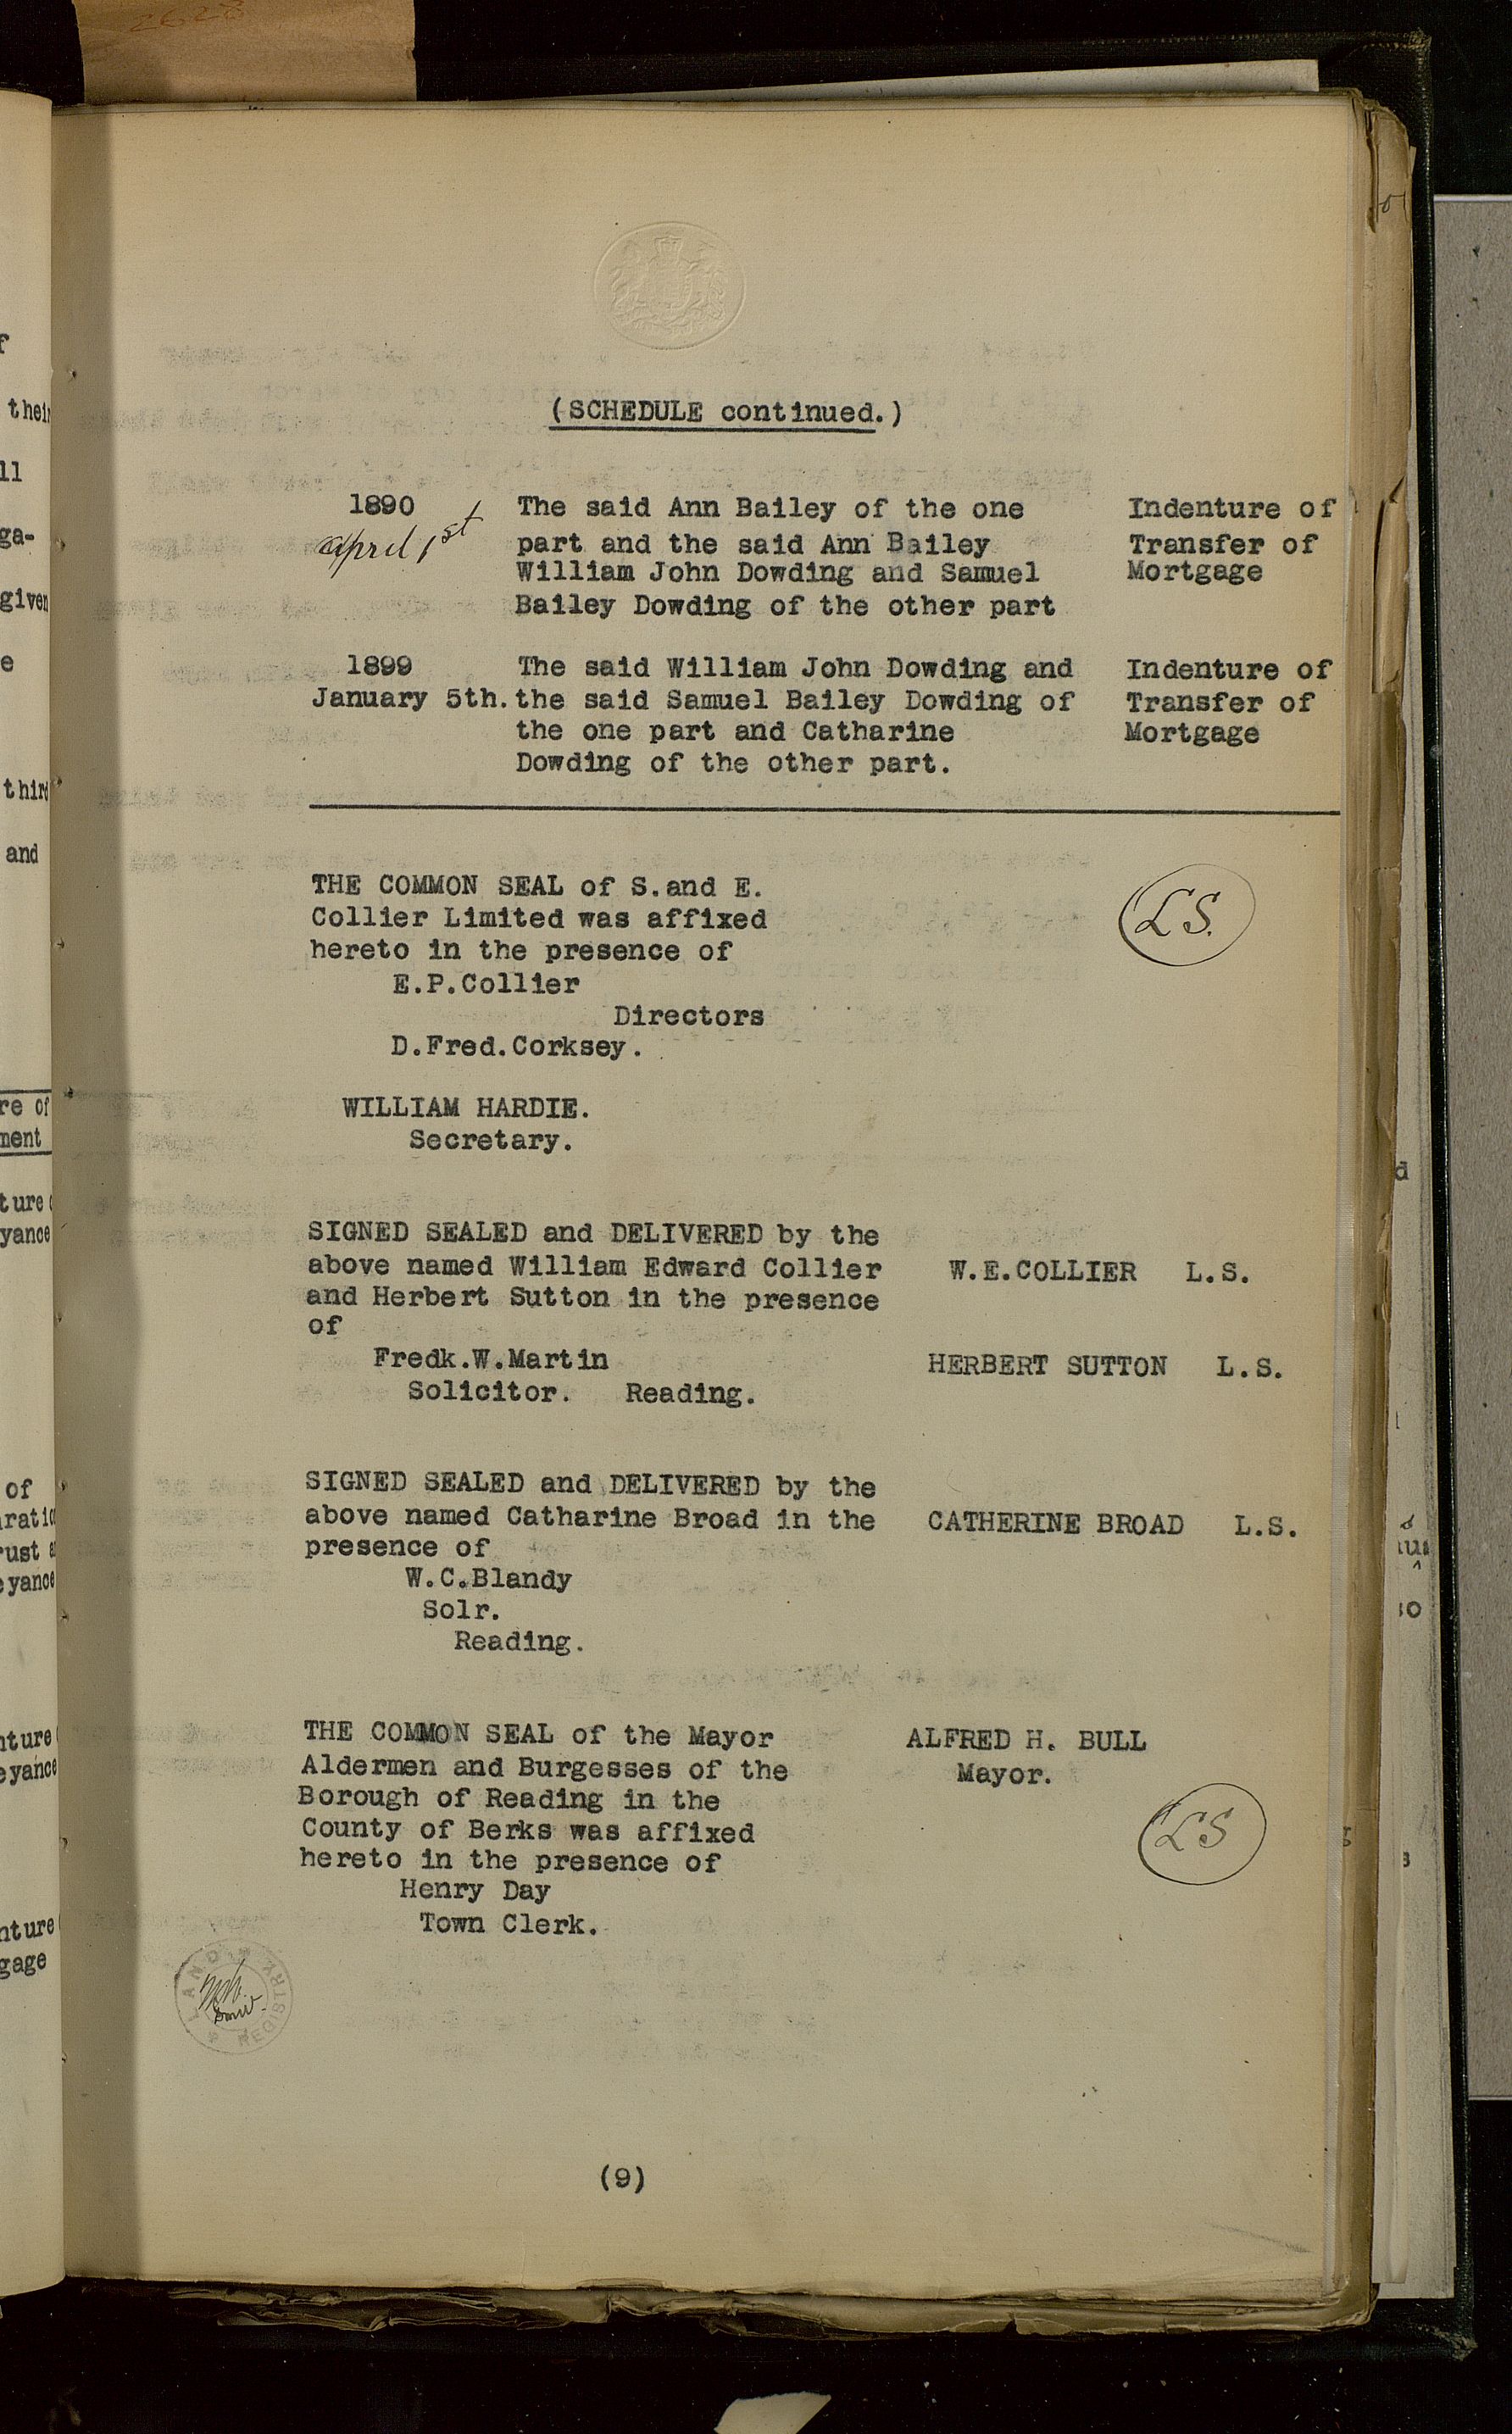 2628
(SCHEDULE continued.)
1890 The said Ann Bailey of the one Indenture of
April 1st part and the said Ann Bailey Transfer of
William John Dowding and Samuel Mortgage
Bailey Dowding of the other part
1899 The said William John Dowding and Indenture of
January 5th. the said Samuel Bailey Dowding of Transfer of
the one part and Catharine Mortgage
Dowding of the other part.
THE COMMON SEAL of S.and E.
Collier Limited was affixed L S.
hereto in the presence of
E.P.Collier
Directors
D.Fred.Corksey.
WILLIAM HARDIE.
Secretary.
SIGNED SEALED and DELIVERED by the
above named William Edward Collier W.E.COLLIER L.S.
and Herbert Sutton in the presence
of
Fredk.W.Martin HERBERT SUTTON L.S.
Solicitor. Reading.
SIGNED SEALED and DELIVERED by the
above named Catharine Broad in the CATHERINE BROAD L.S.
presence of
W.C.Blandy
Solr.
Reading.
THE COMMON SEAL of the Mayor ALFRED H. BULL
Aldermen and Burgesses of the Mayor.
Borough of Reading in the
County of Berks was affixed L S
hereto in the presence of
Henry Day
Town Clerk.
LAND REGISTRY
(9)